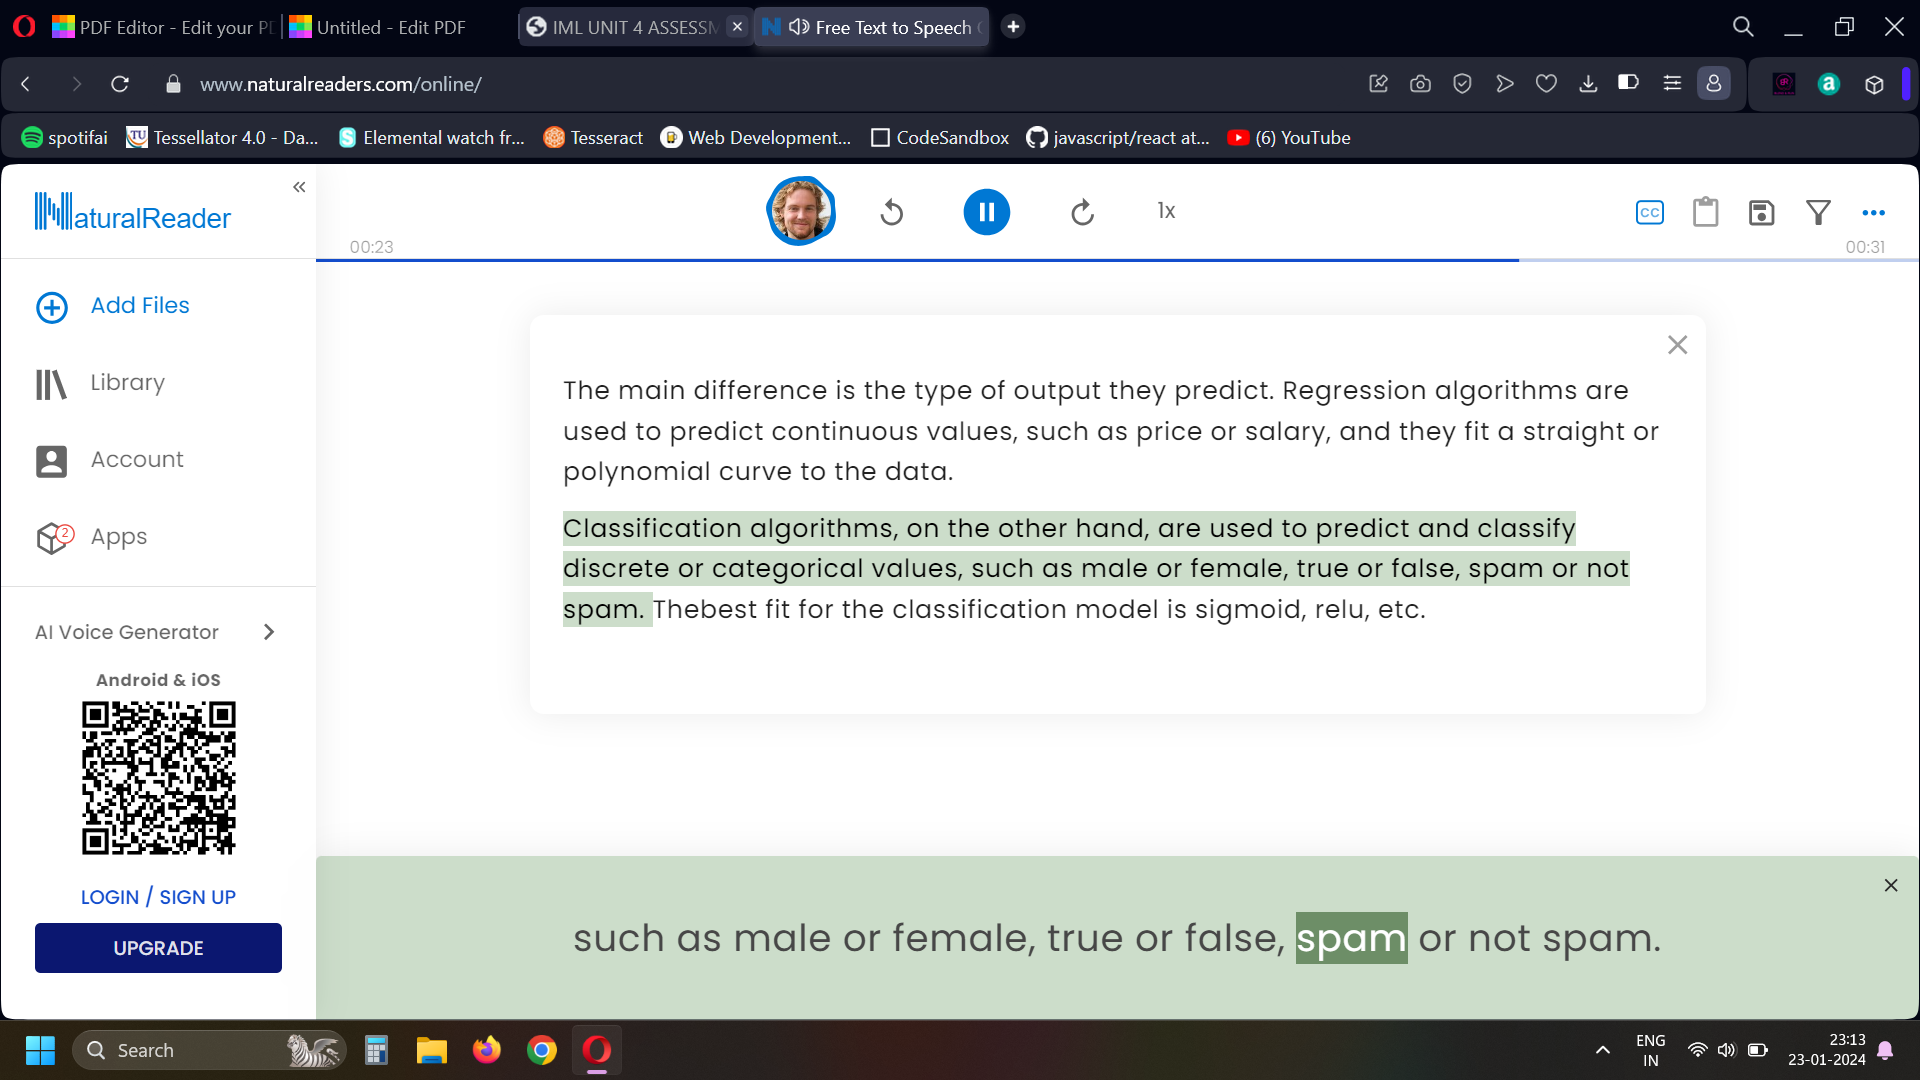 PDF Editor - Edit your PD
Untitled - Edit PDF
IML UNIT 4 ASSESSM
Free Text to Speech
www.naturalreaders.com/online/
spotifai
Tessellator 4.0 - Da...
Elemental watch fr...
Tesseract
Web Development...
CodeSandbox
javascript/react at...
(6) YouTube
NaturalReader
1x
CC
00:23
00:31
Add Files
Library
Account
2
Apps
AI Voice Generator
Android & iOS
LOGIN / SIGN UP
UPGRADE
The main difference is the type of output they predict. Regression algorithms are
used to predict continuous values, such as price or salary, and they fit a straight or
polynomial curve to the data.
Classification algorithms, on the other hand, are used to predict and classify
discrete or categorical values, such as male or female, true or false, spam or not
spam. Thebest fit for the classification model is sigmoid, relu, etc.
such as male or female, true or false, spam or not spam.
Search
ENG
IN
23:13
23-01-2024